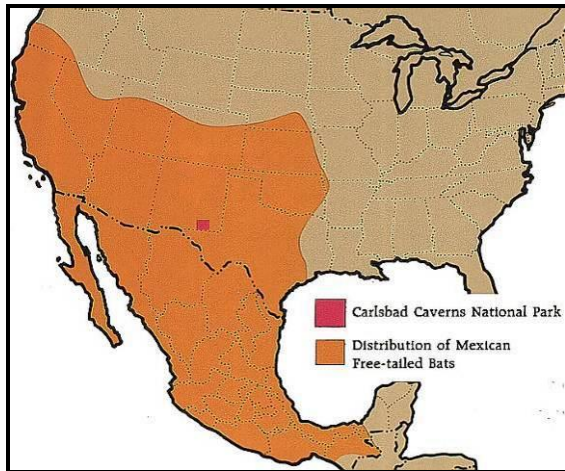 Carlsbad Caverns National Park
Distribution of Mexican
Free-tailed Bats